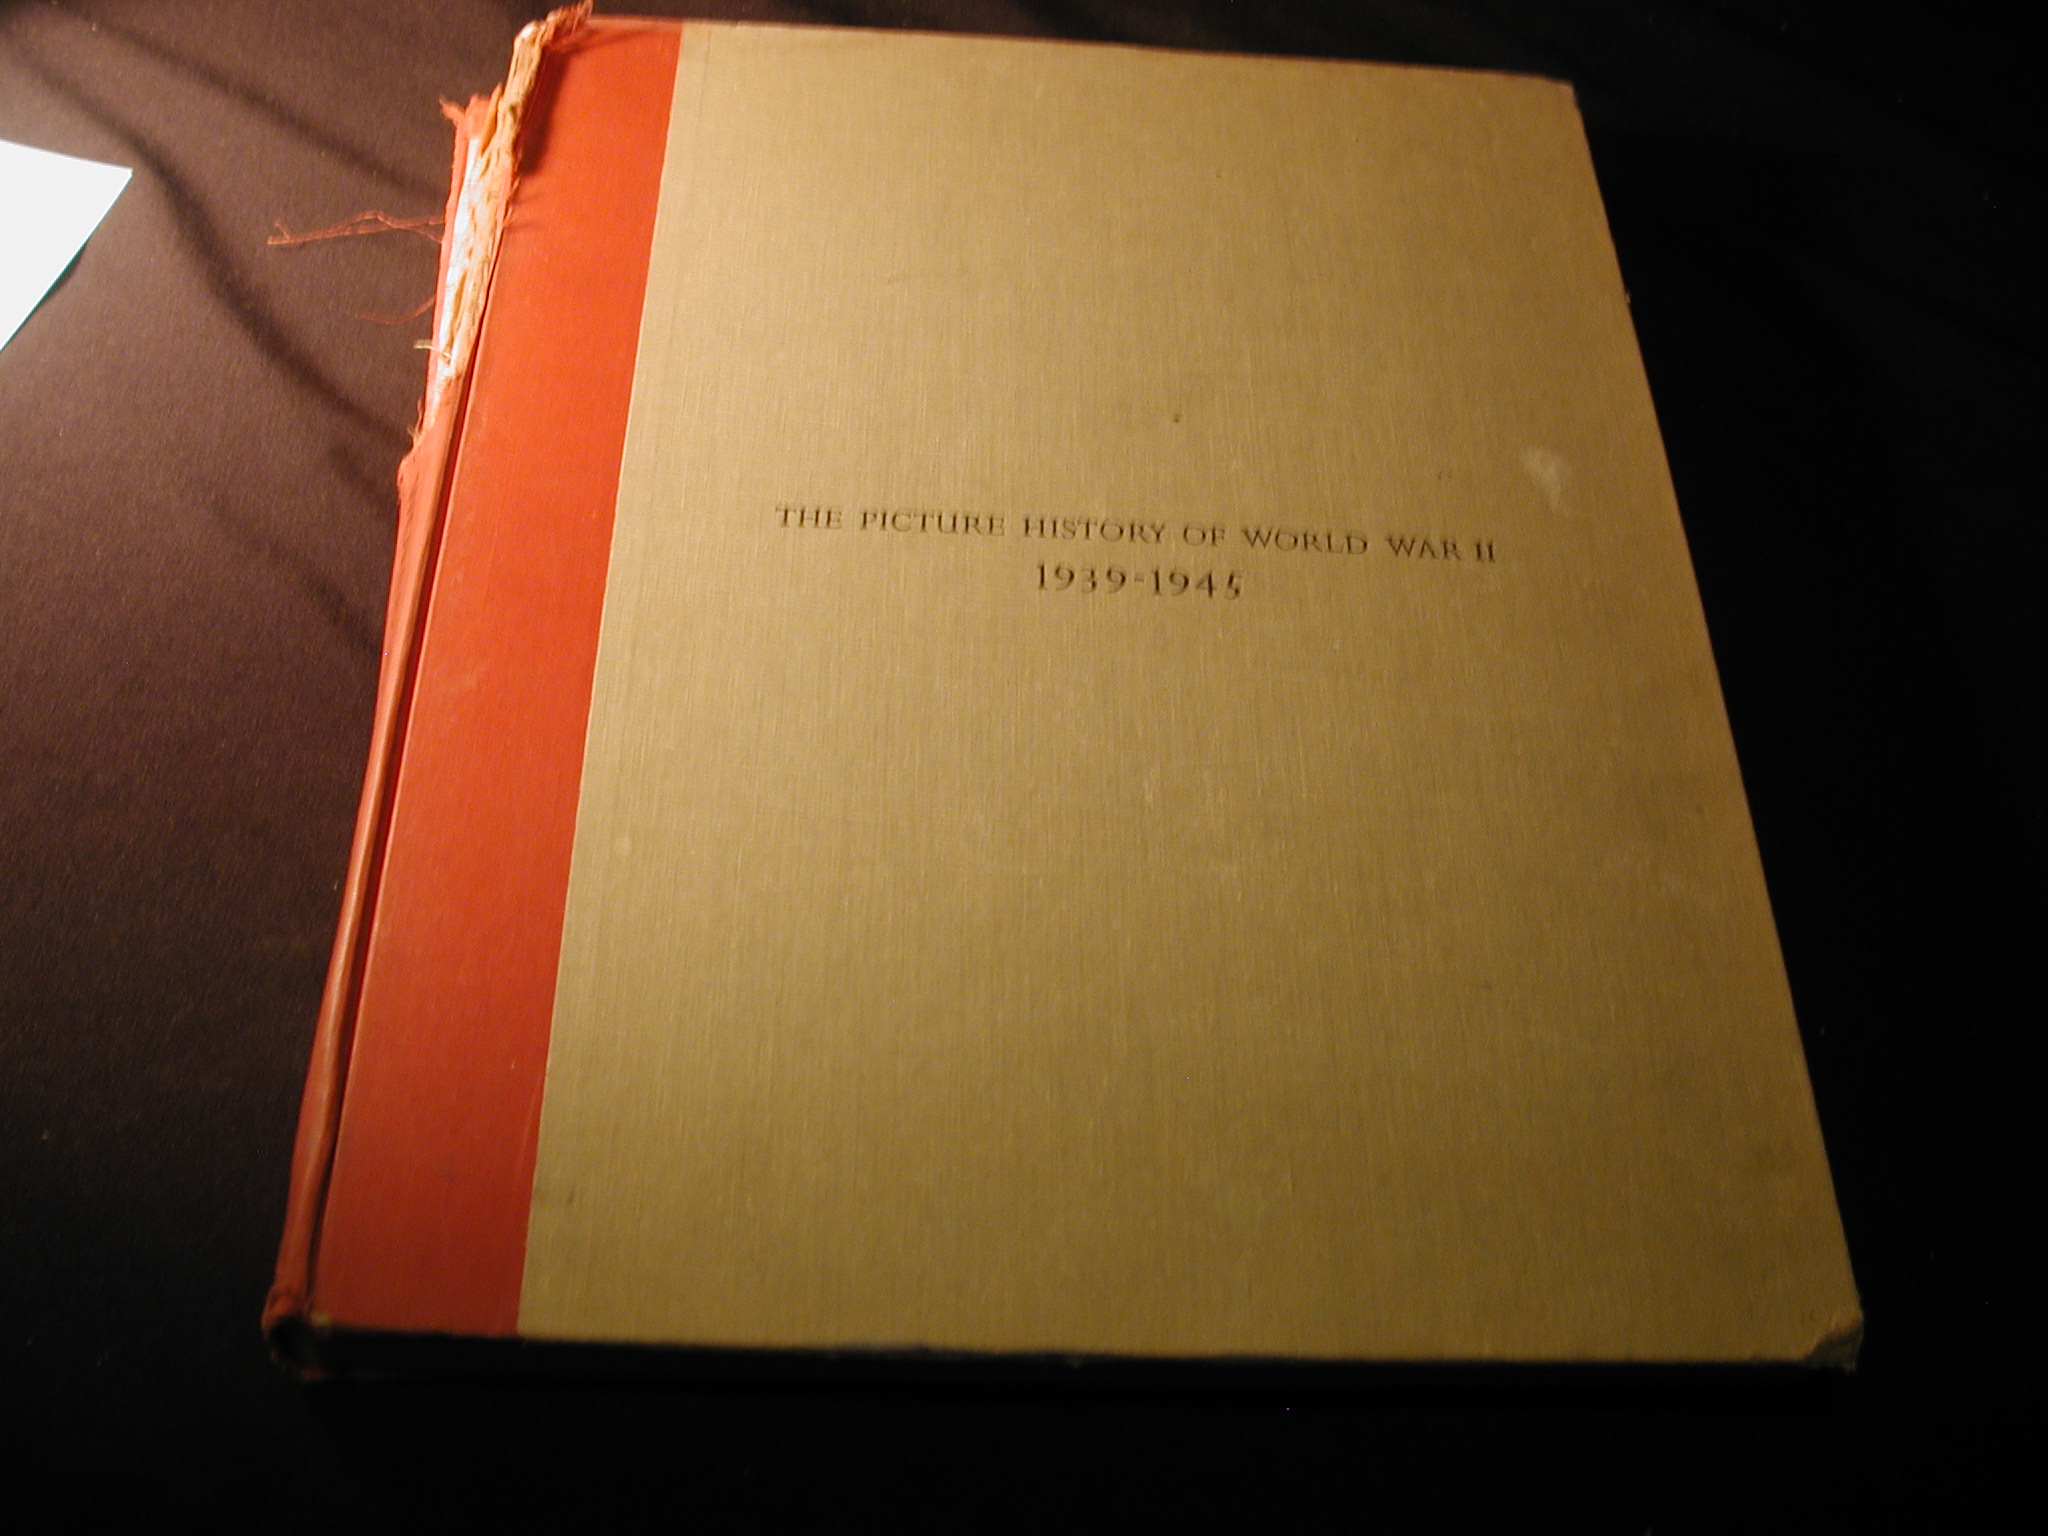 THE PICTURE HISTORY OF WORLD WAR II
1939-1945